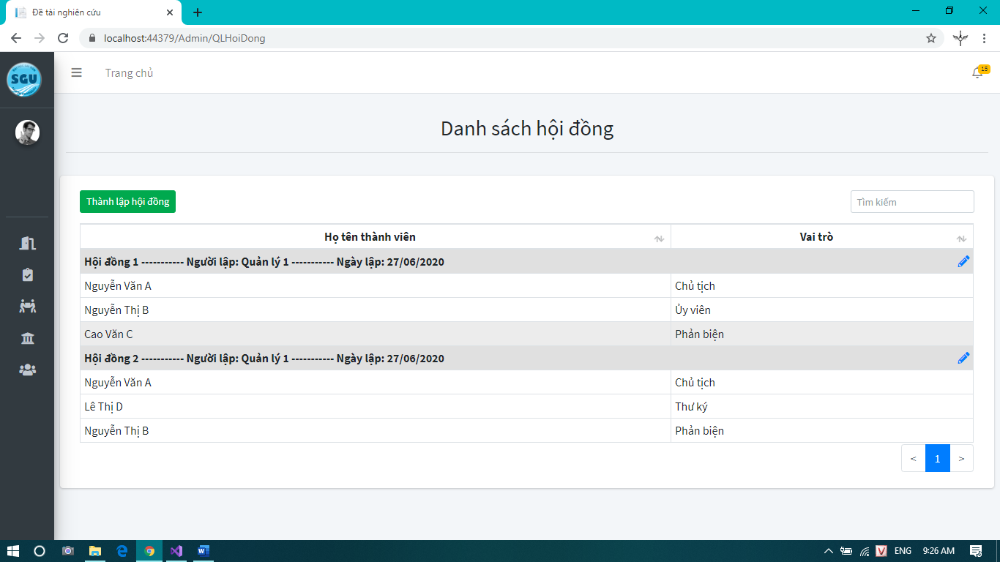 Đề tài nghiên cứu
localhost:44379/Admin/QLHoiDong
SGU
Trang chủ
15
Danh sách hội đồng
Thành lập hội đồng
Tìm kiếm
Họ tên thành viên Vai trò
Hội đồng 1 ----------- Người lập: Quản lý 1 ----------- Ngày lập: 27/06/2020
Nguyễn Văn A Chủ tịch
Nguyễn Thị B Ủy viên
Cao Văn C Phản biện
Hội đồng 2 ----------- Người lập: Quản lý 1 ----------- Ngày lập: 27/06/2020
Nguyễn Văn A Chủ tịch
Lê Thị D Thư ký
Nguyễn Thị B Phản biện
< 1 >
V ENG 9:26 AM